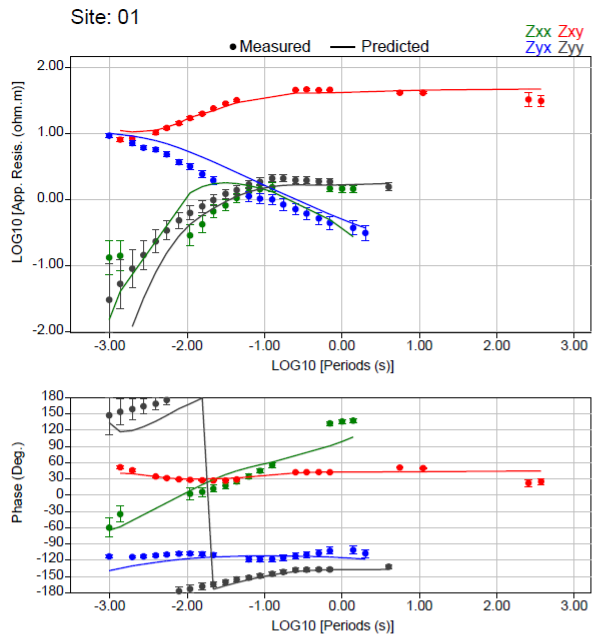 Site: 01
Measured Predicted
Zxx Zxy
Zyx Zyy
LOG10 [App. Resis. (ohm.m)]
2.00
1.00
0.00
-1.00
-2.00
-3.00 -2.00 -1.00 0.00 1.00 2.00 3.00
LOG10 [Periods (s)]
Phase (Deg.)
180
150
120
90
60
30
0
-30
-60
-90
-120
-150
-180
-3.00 -2.00 -1.00 0.00 1.00 2.00 3.00
LOG10 [Periods (s)]